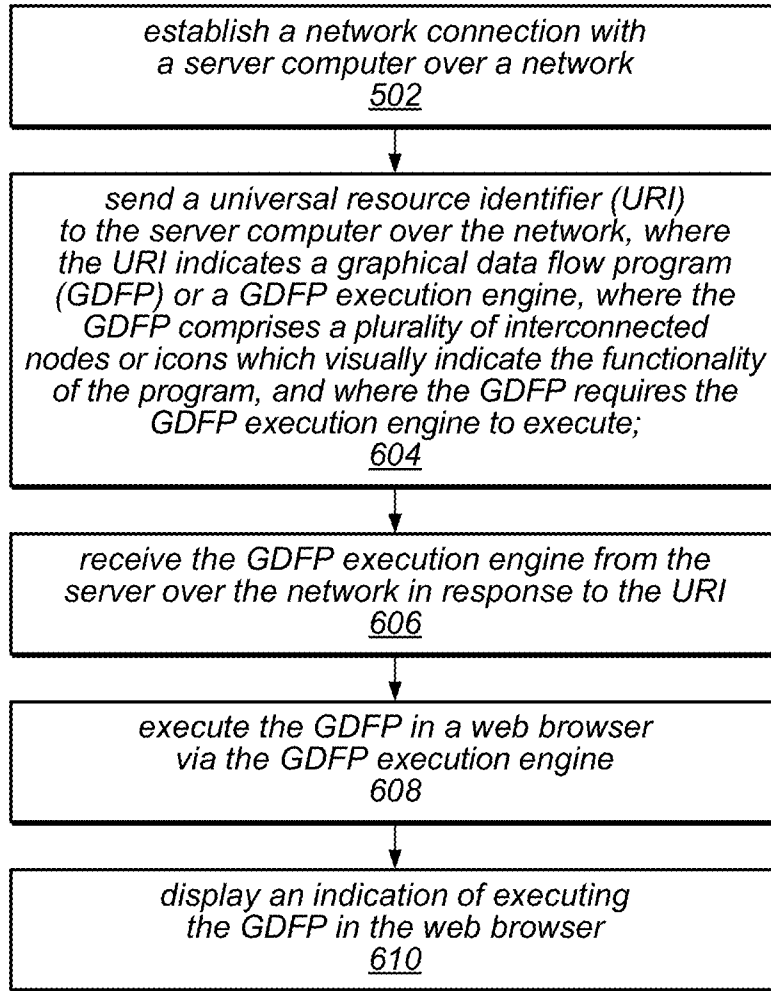 establish a network connection with
a server computer over a network
502
send a universal resource identifier (URI)
to the server computer over the network, where
the URI indicates a graphical data flow program
(GDFP) or a GDFP execution engine, where the
GDFP comprises a plurality of interconnected
nodes or icons which visually indicate the functionality
of the program, and where the GDFP requires the
GDFP execution engine to execute;
604
receive the GDFP execution engine from the
server over the network in response to the URI
606
execute the GDFP in a web browser
via the GDFP execution engine
608
display an indication of executing
the GDFP in the web browser
610